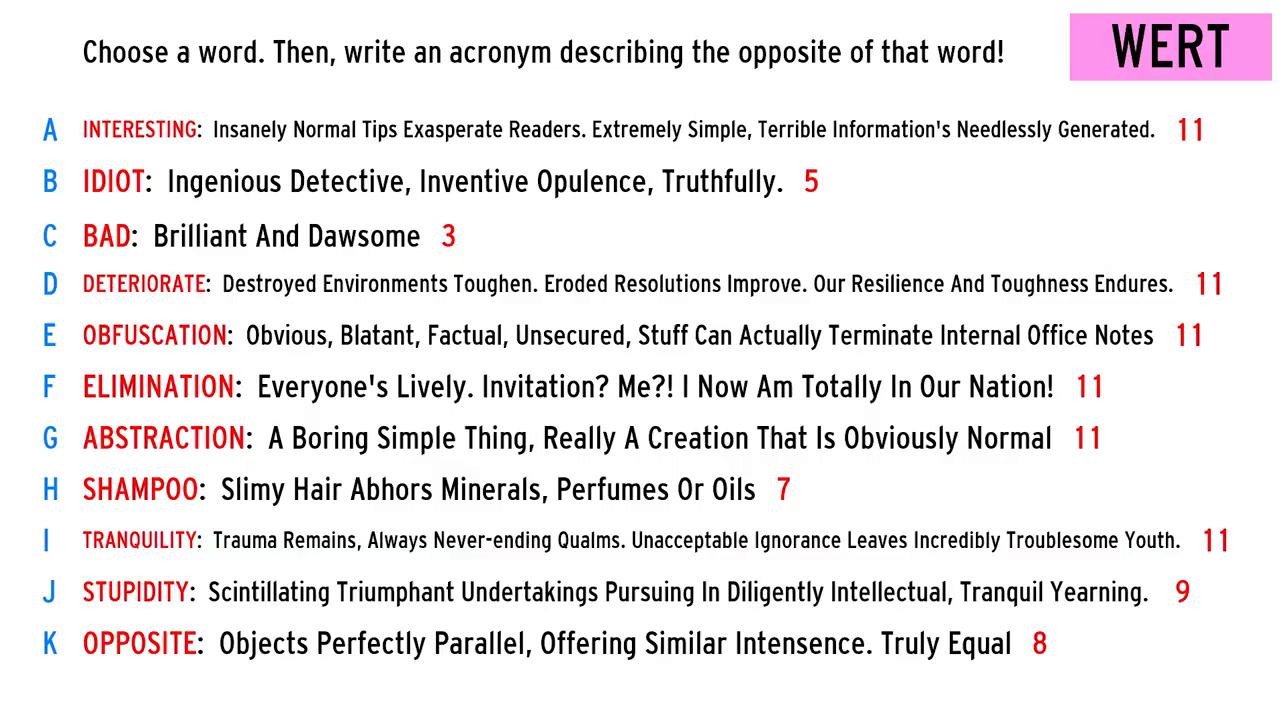 Choose a word. Then, write an acronym describing the opposite of that word!
WERT
A INTERESTING: Insanely Normal Tips Exasperate Readers. Extremely Simple, Terrible Information's Needlessly Generated. 11
B IDIOT: Ingenious Detective, Inventive Opulence, Truthfully. 5
C BAD: Brilliant And Dawsome 3
D DETERIORATE: Destroyed Environments Toughen. Eroded Resolutions Improve. Our Resilience And Toughness Endures. 11
E OBFUSCATION: Obvious, Blatant, Factual, Unsecured, Stuff Can Actually Terminate Internal Office Notes 11
F ELIMINATION: Everyone's Lively. Invitation? Me?! I Now Am Totally In Our Nation! 11
G ABSTRACTION: A Boring Simple Thing, Really A Creation That Is Obviously Normal 11
H SHAMPOO: Slimy Hair Abhors Minerals, Perfumes Or Oils 7
I TRANQUILITY: Trauma Remains, Always Never-ending Qualms. Unacceptable Ignorance Leaves Incredibly Troublesome Youth. 11
J STUPIDITY: Scintillating Triumphant Undertakings Pursuing In Diligently Intellectual, Tranquil Yearning. 9
K OPPOSITE: Objects Perfectly Parallel, Offering Similar Intensence. Truly Equal 8